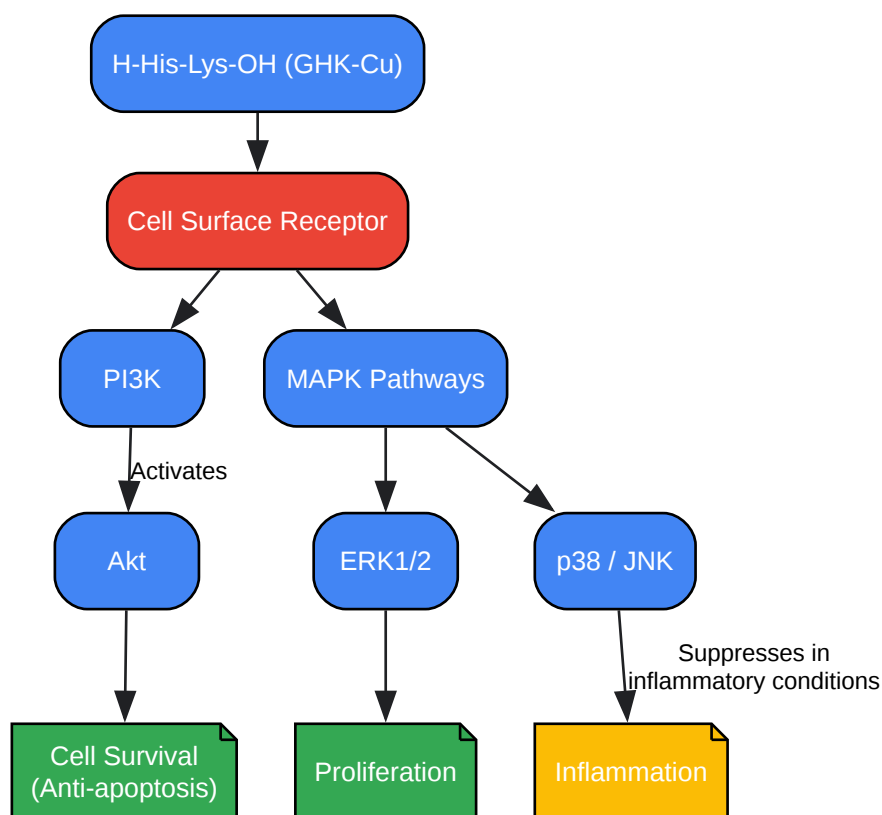 H-His-Lys-OH (GHK-Cu)
Cell Surface Receptor
PI3K
MAPK Pathways
Activates
Akt
ERK1/2
p38 / JNK
Suppresses in
inflammatory conditions
Cell Survival
(Anti-apoptosis)
Proliferation
Inflammation